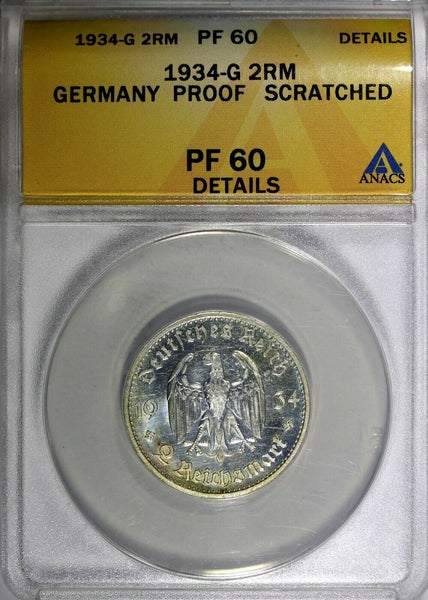 1934-G 2RM PF 60 DETAILS
1934-G 2RM
GERMANY PROOF SCRATCHED
PF 60
DETAILS
ANACS
Deutsches Reich
19 34
2 Reichsmark